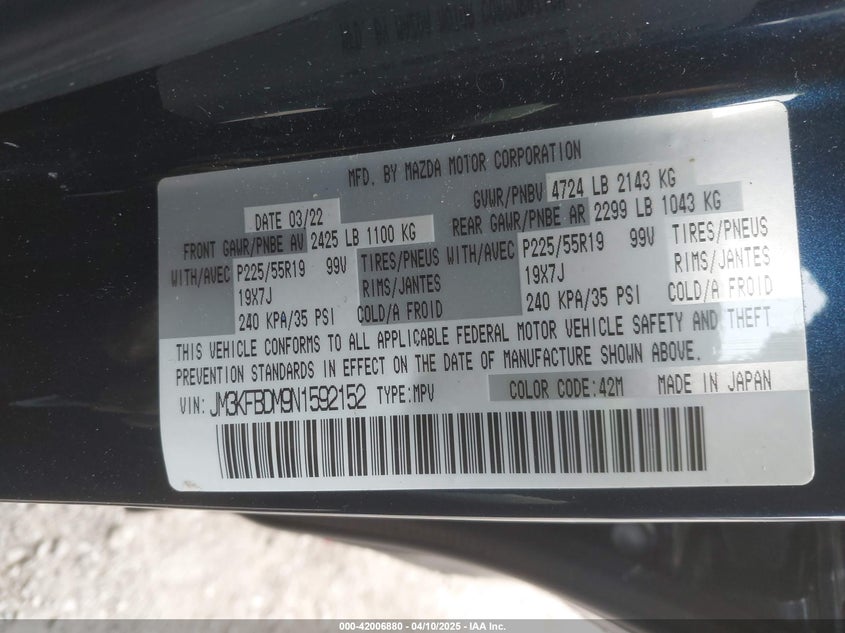 MFD. BY MAZDA MOTOR CORPORATION
DATE 03/22 GVWR/PNBV 4724 LB 2143 KG
FRONT GAWR/PNBE AV 2425 LB 1100 KG REAR GAWR/PNBE AR 2299 LB 1043 KG
WITH/AVEC P225/55R19 99V TIRES/PNEUS WITH/AVEC P225/55R19 99V TIRES/PNEUS
19X7J RIMS/JANTES 19X7J RIMS/JANTES
240 KPA/35 PSI COLD/A FROID 240 KPA/35 PSI COLD/A FROID
THIS VEHICLE CONFORMS TO ALL APPLICABLE FEDERAL MOTOR VEHICLE SAFETY AND THEFT
PREVENTION STANDARDS IN EFFECT ON THE DATE OF MANUFACTURE SHOWN ABOVE.
VIN: JM3KFBDM9N1592152 TYPE:MPV COLOR CODE:42M MADE IN JAPAN
000-42006880 - 04/10/2025 - IAA Inc.